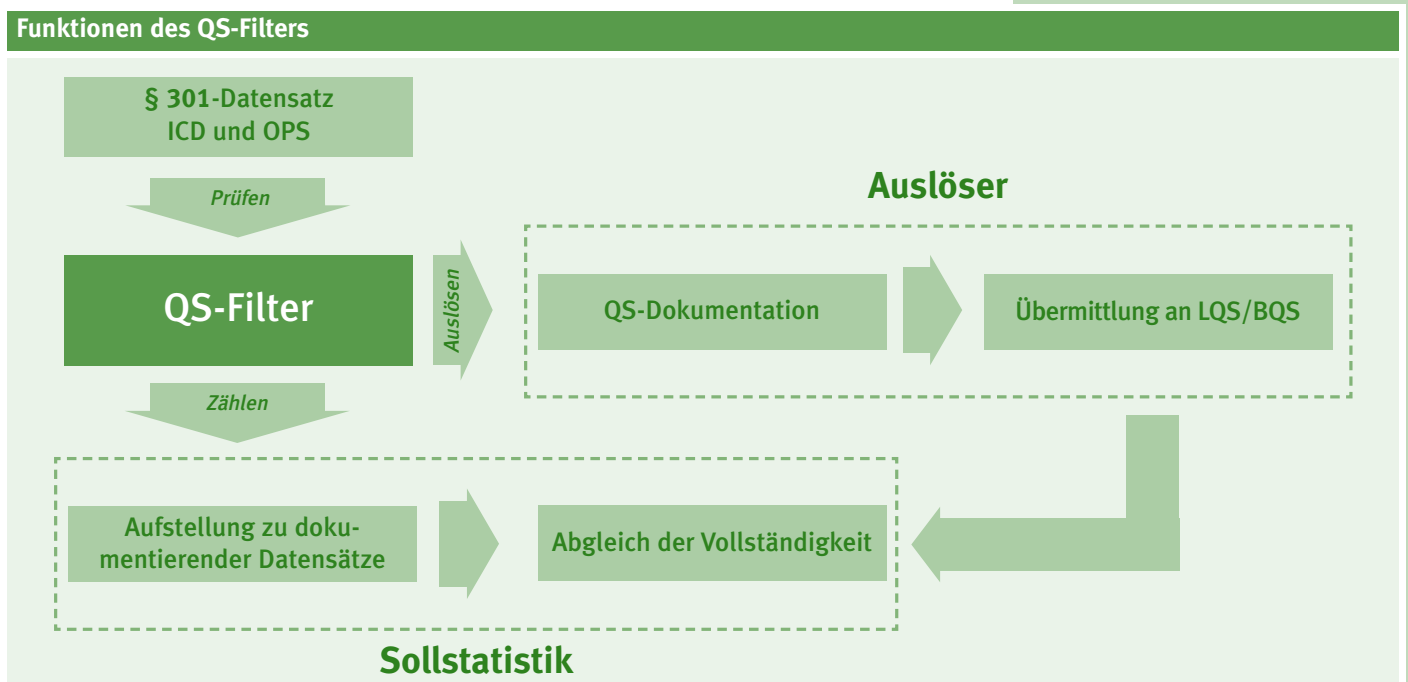 Funktionen des QS-Filters
§ 301-Datensatz
ICD und OPS
Prüfen
Auslöser
QS-Filter
Auslösen
QS-Dokumentation
Übermittlung an LQS/BQS
Zählen
Aufstellung zu doku-
mentierender Datensätze
Abgleich der Vollständigkeit
Sollstatistik